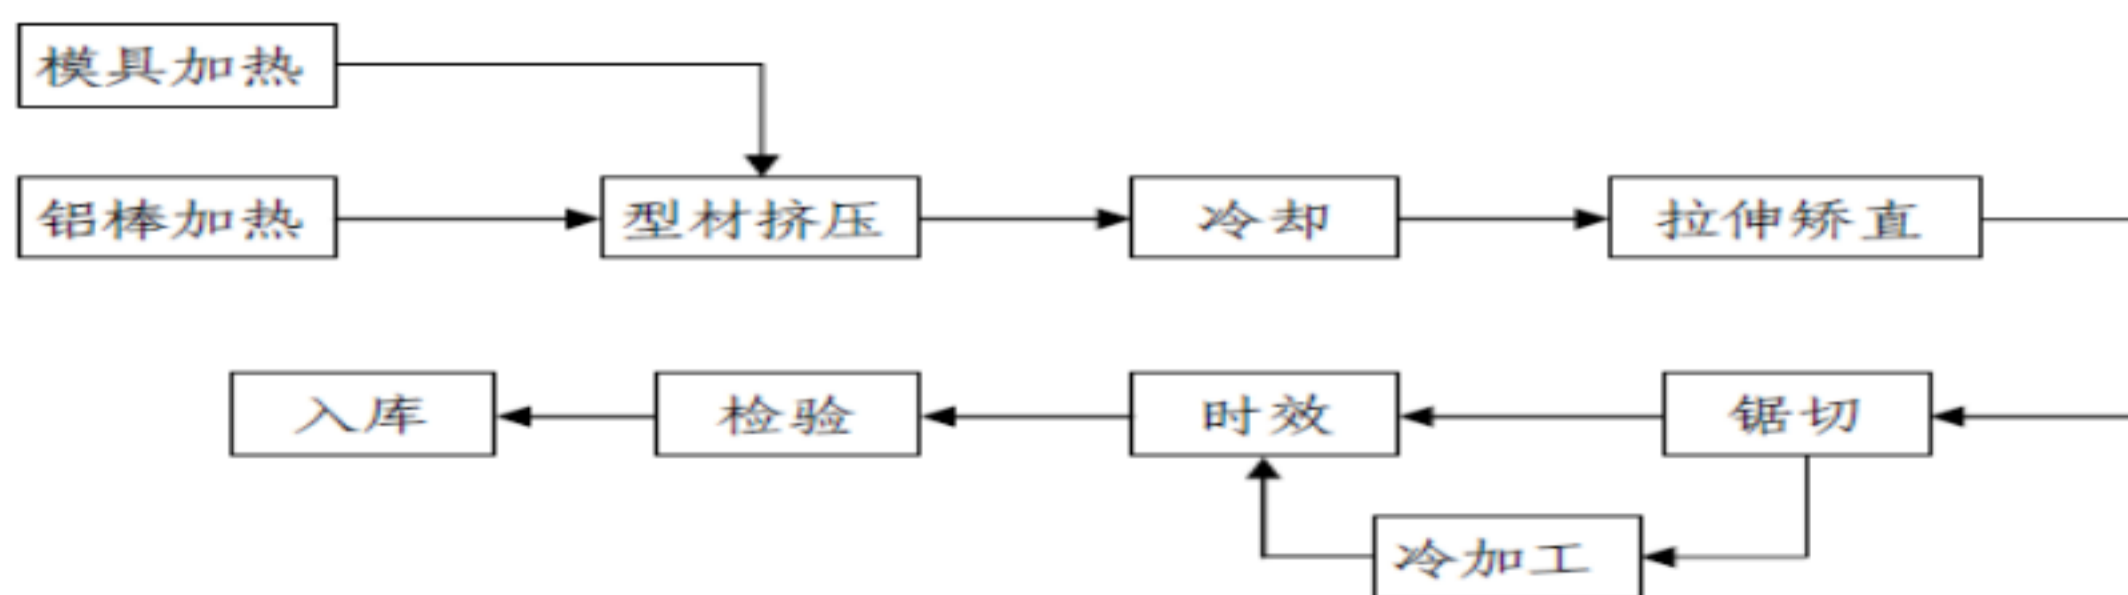 模具加热
铝棒加热
型材挤压
冷却
拉伸矫直
入库
检验
时效
锯切
冷加工